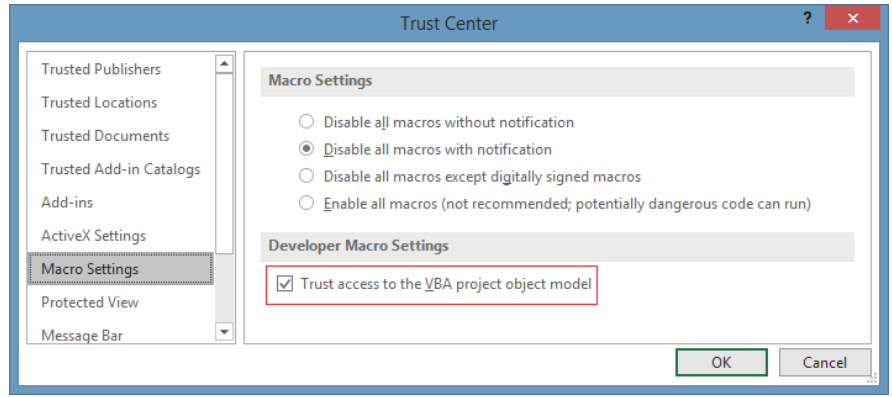 Trust Center
?
Trusted Publishers
Trusted Locations
Trusted Documents
Trusted Add-in Catalogs
Add-ins
ActiveX Settings
Macro Settings
Protected View
Message Bar
Macro Settings
Disable all macros without notification
Disable all macros with notification
Disable all macros except digitally signed macros
Enable all macros (not recommended; potentially dangerous code can run)
Developer Macro Settings
Trust access to the VBA project object model
OK
Cancel